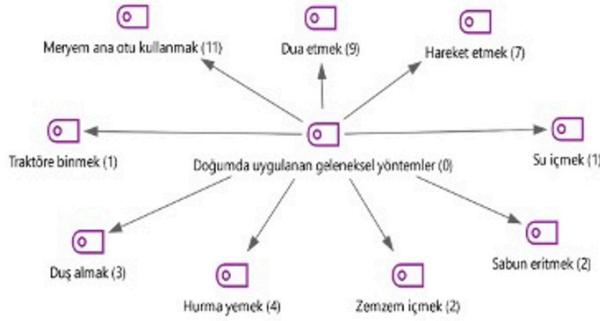 Meryem ana otu kullanmak (11)
Dua etmek (9)
Hareket etmek (7)
Traktöre binmek (1)
Doğumda uygulanan geleneksel yöntemler (0)
Su içmek (1)
Duş almak (3)
Hurma yemek (4)
Zemzem içmek (2)
Sabun eritmek (2)